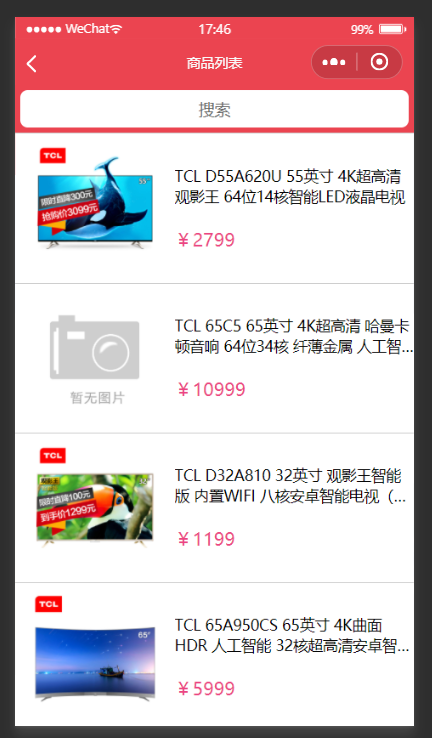 WeChat 17:46 99%
商品列表
搜索
TCL
55"
限时直降300元
抢购价3099元
TCL D55A620U 55英寸 4K超高清
观影王 64位14核智能LED液晶电视
￥2799
暂无图片
TCL 65C5 65英寸 4K超高清 哈曼卡
顿音响 64位34核 纤薄金属 人工智...
￥10999
TCL
限时直降100元
到手价1299元
TCL D32A810 32英寸 观影王智能
版 内置WIFI 八核安卓智能电视（...
￥1199
TCL
65"
TCL 65A950CS 65英寸 4K曲面
HDR 人工智能 32核超高清安卓智...
￥5999